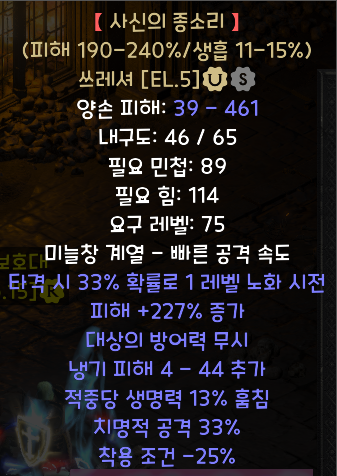 【 사신의 종소리 】
(피해 190-240%/생흡 11-15%)
쓰레셔 [EL.5]U S
양손 피해: 39 - 461
내구도: 46 / 65
필요 민첩: 89
필요 힘: 114
요구 레벨: 75
미늘창 계열 - 빠른 공격 속도
타격 시 33% 확률로 1 레벨 노화 시전
피해 +227% 증가
대상의 방어력 무시
냉기 피해 4 - 44 추가
적중당 생명력 13% 훔침
치명적 공격 33%
착용 조건 -25%